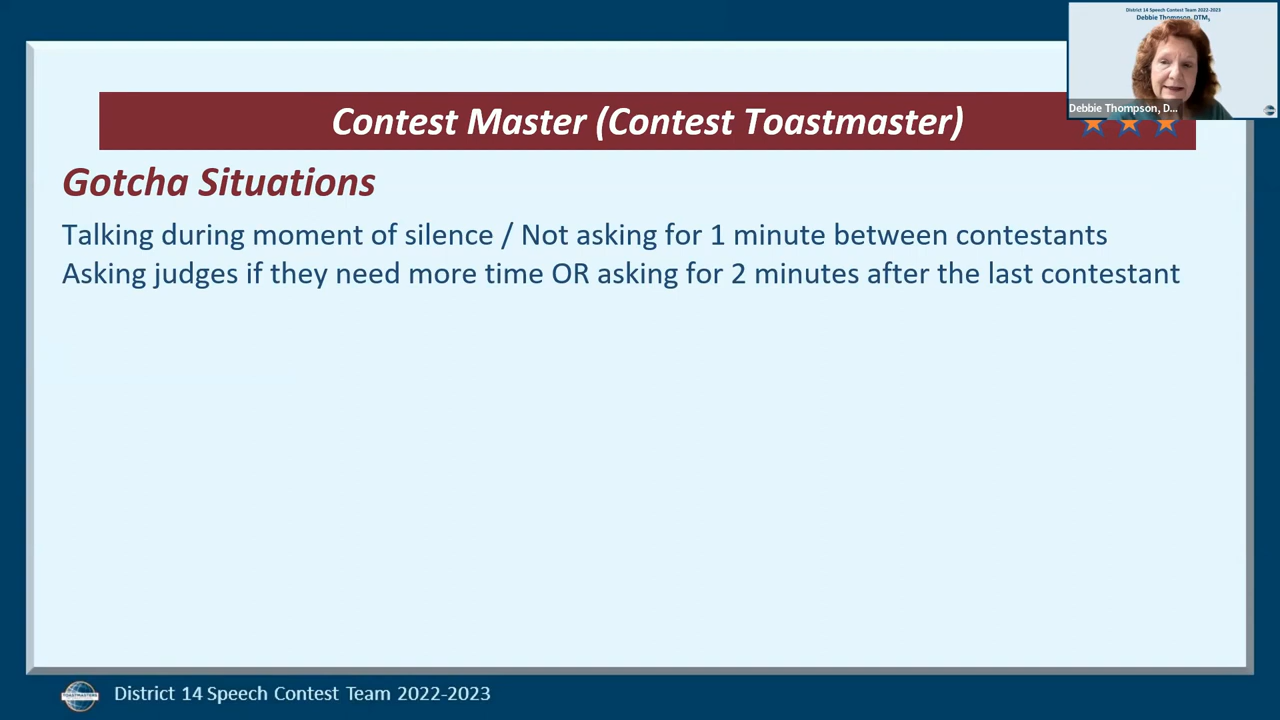 District 14 Speech Contest Team 2022-2023
Debbie Thompson, DTM
Debbie Thompson, D...
Contest Master (Contest Toastmaster)
Gotcha Situations
Talking during moment of silence / Not asking for 1 minute between contestants
Asking judges if they need more time OR asking for 2 minutes after the last contestant
TOASTMASTERS
District 14 Speech Contest Team 2022-2023